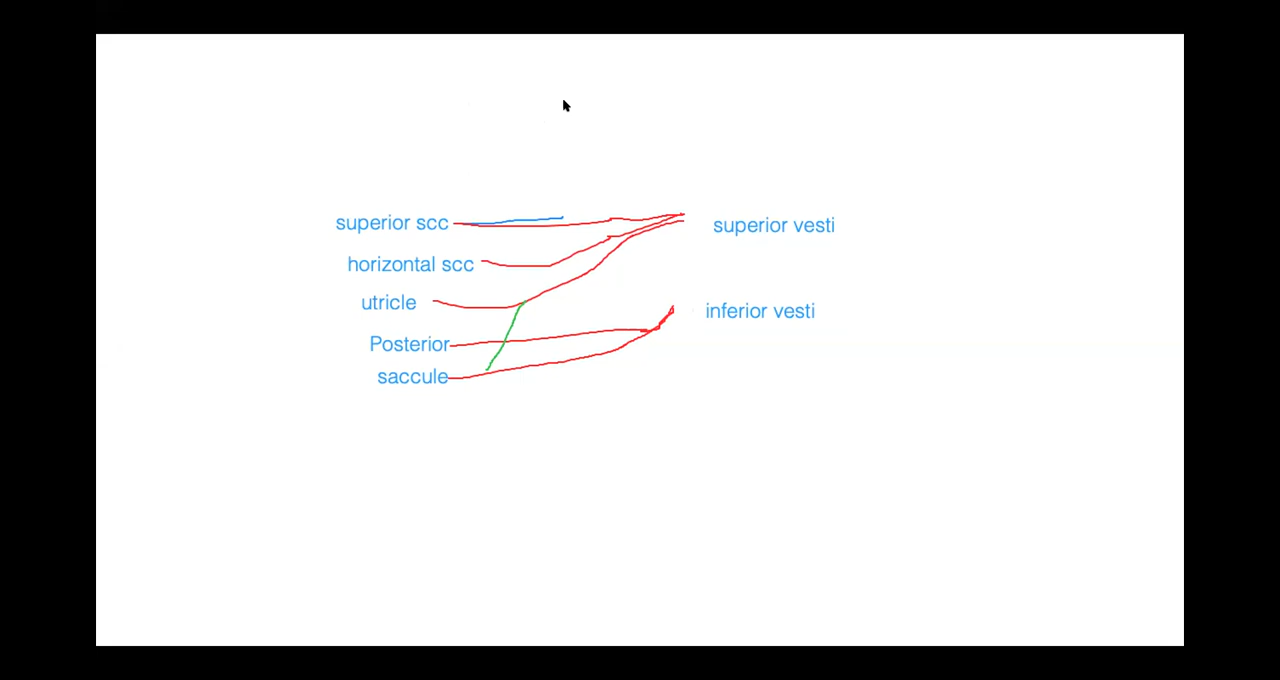 superior scc
superior vesti
horizontal scc
utricle
inferior vesti
Posterior
saccule